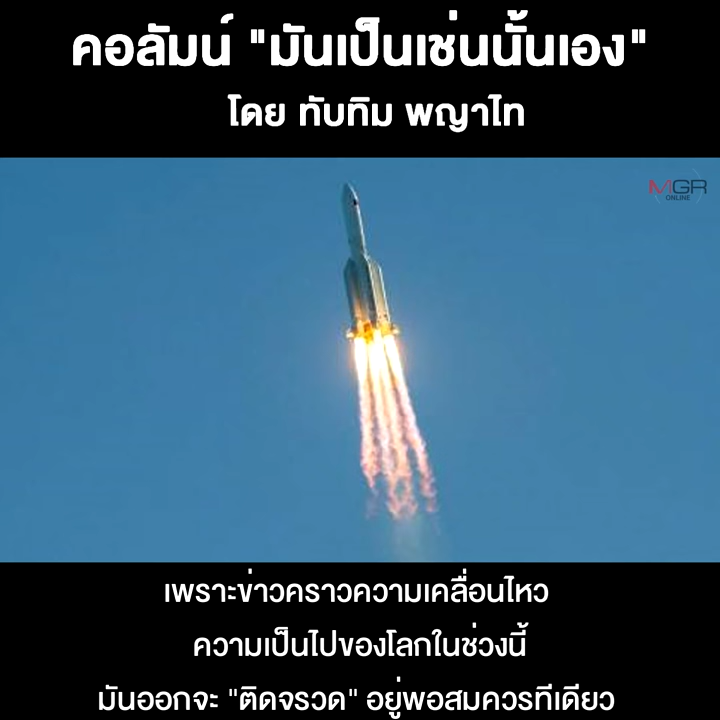 คอลัมน์ "มันเป็นเช่นนั้นเอง"
โดย ทับทิม พญาไท
MGR
ONLINE
เพราะข่าวคราวความเคลื่อนไหว
ความเป็นไปของโลกในช่วงนี้
มันออกจะ "ติดจรวด" อยู่พอสมควรทีเดียว